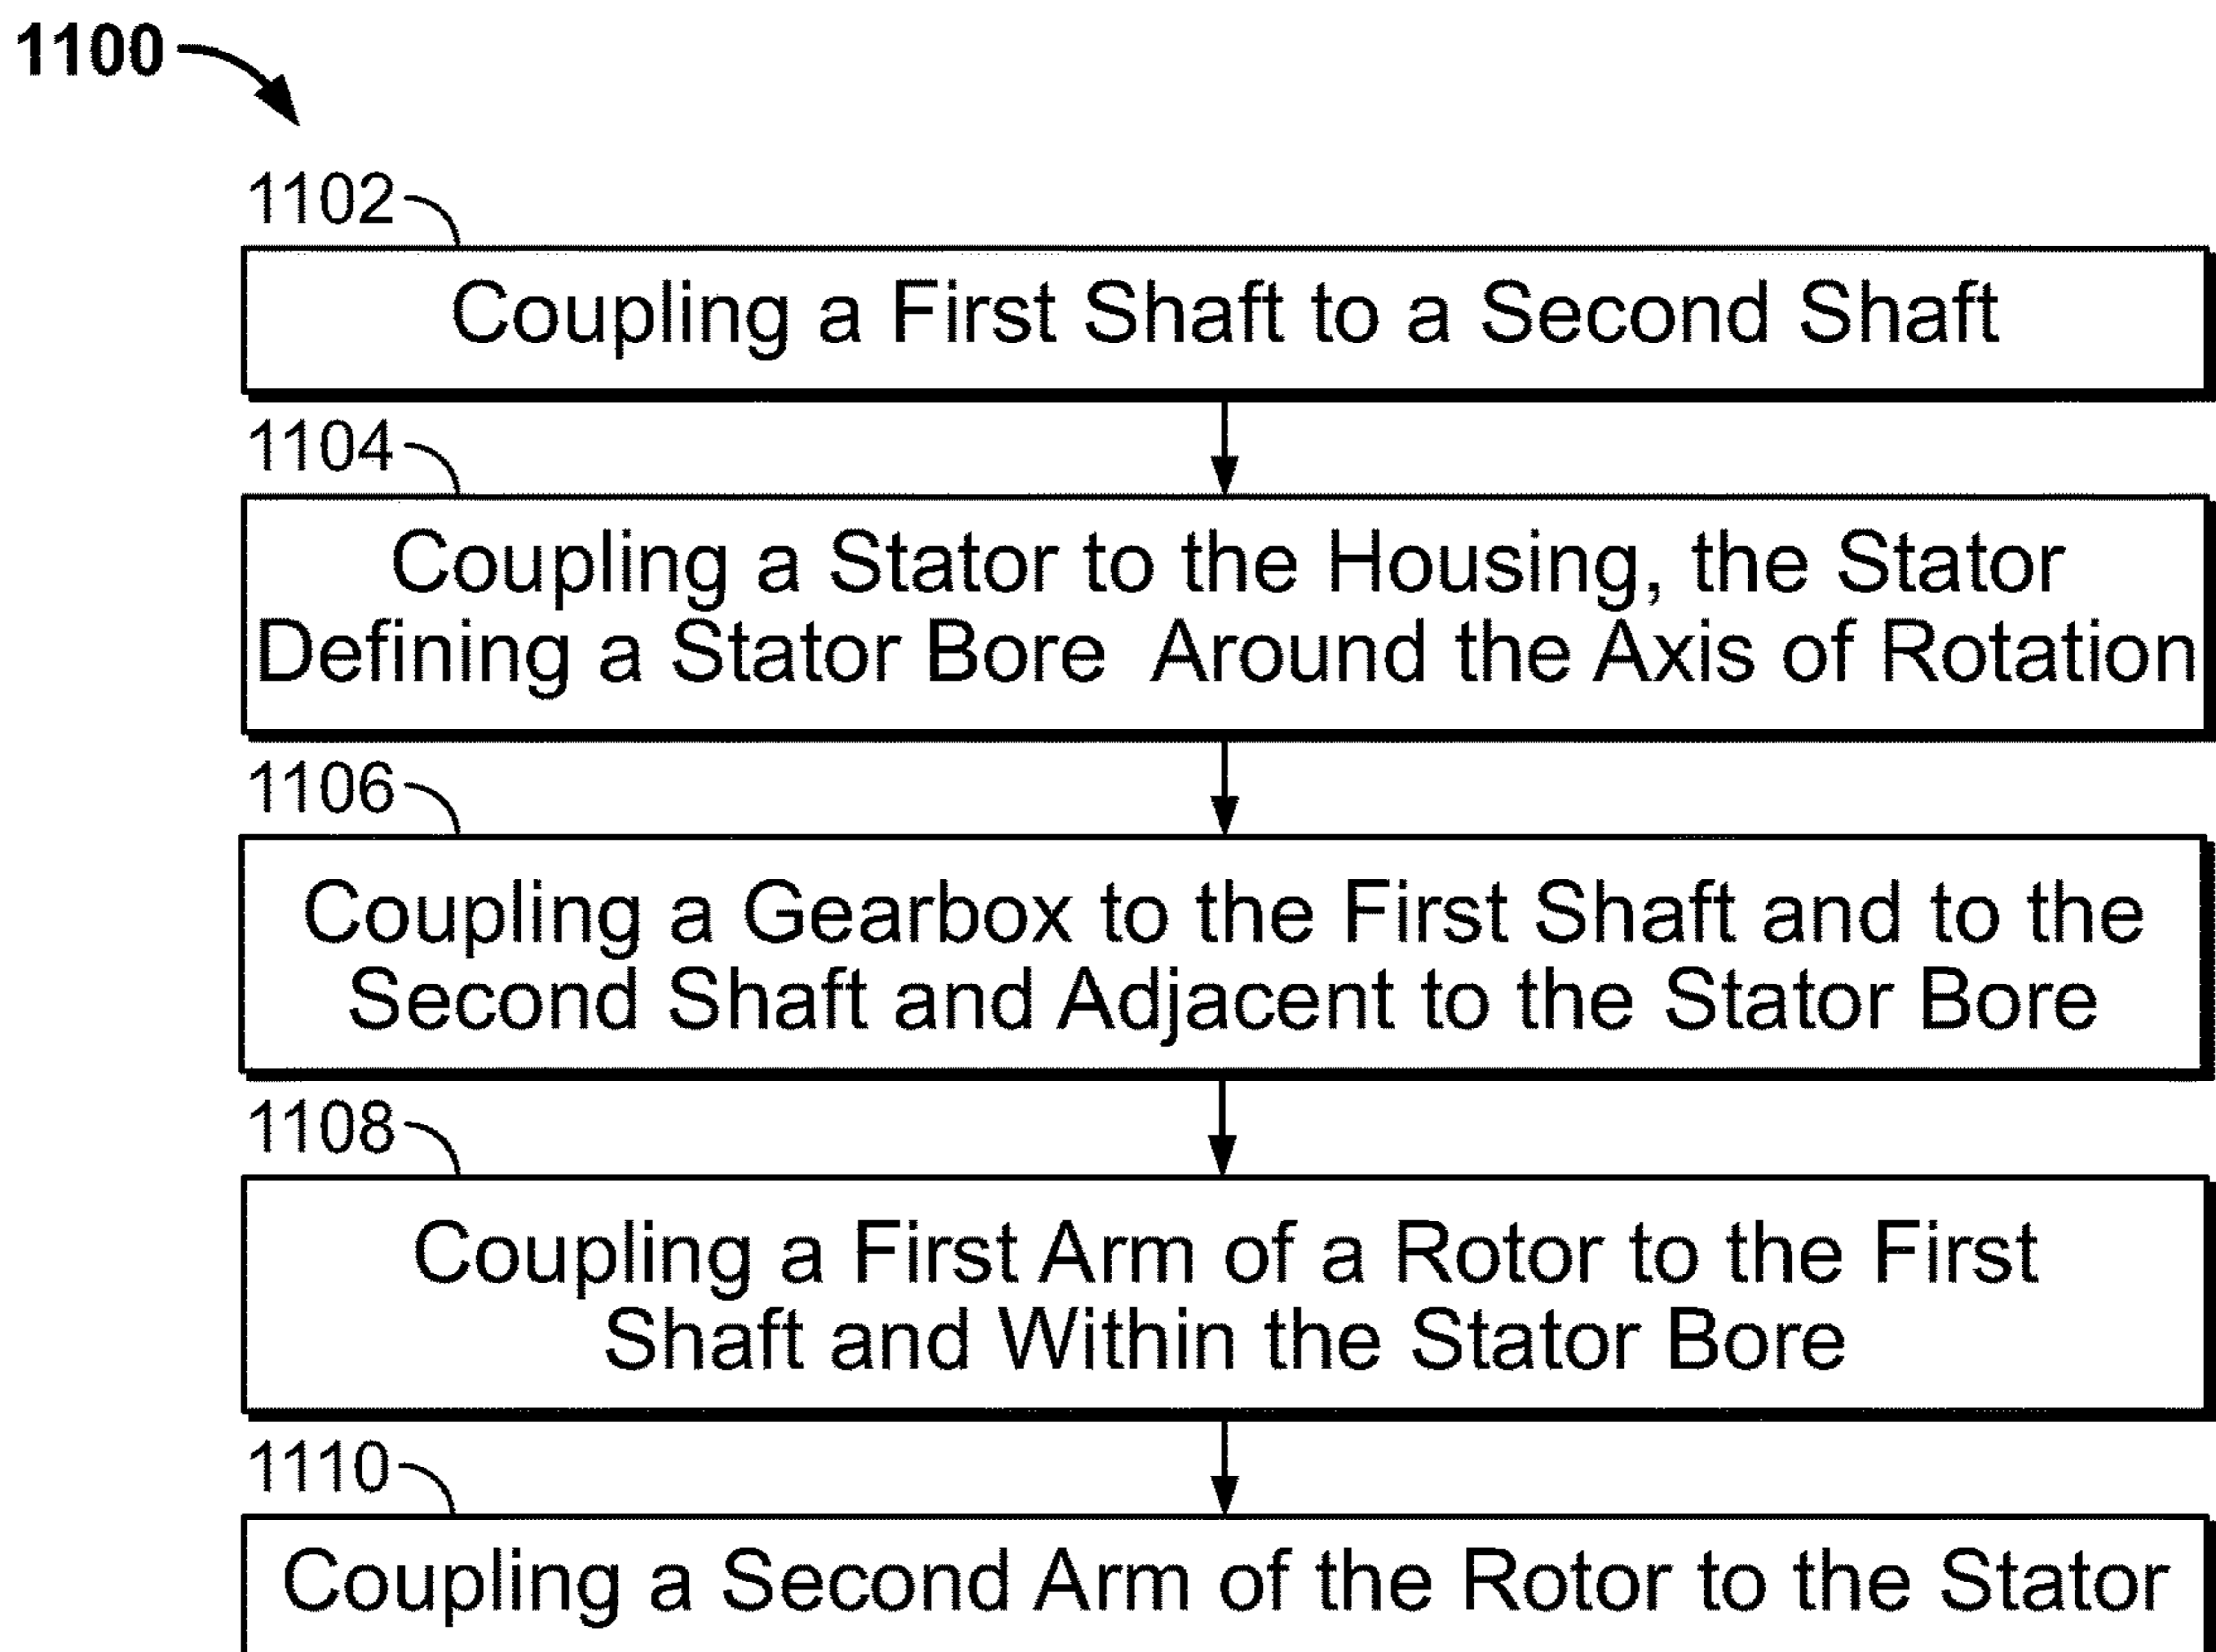 1100
1102
Coupling a First Shaft to a Second Shaft
1104
Coupling a Stator to the Housing, the Stator
Defining a Stator Bore Around the Axis of Rotation
1106
Coupling a Gearbox to the First Shaft and to the
Second Shaft and Adjacent to the Stator Bore
1108
Coupling a First Arm of a Rotor to the First
Shaft and Within the Stator Bore
1110
Coupling a Second Arm of the Rotor to the Stator